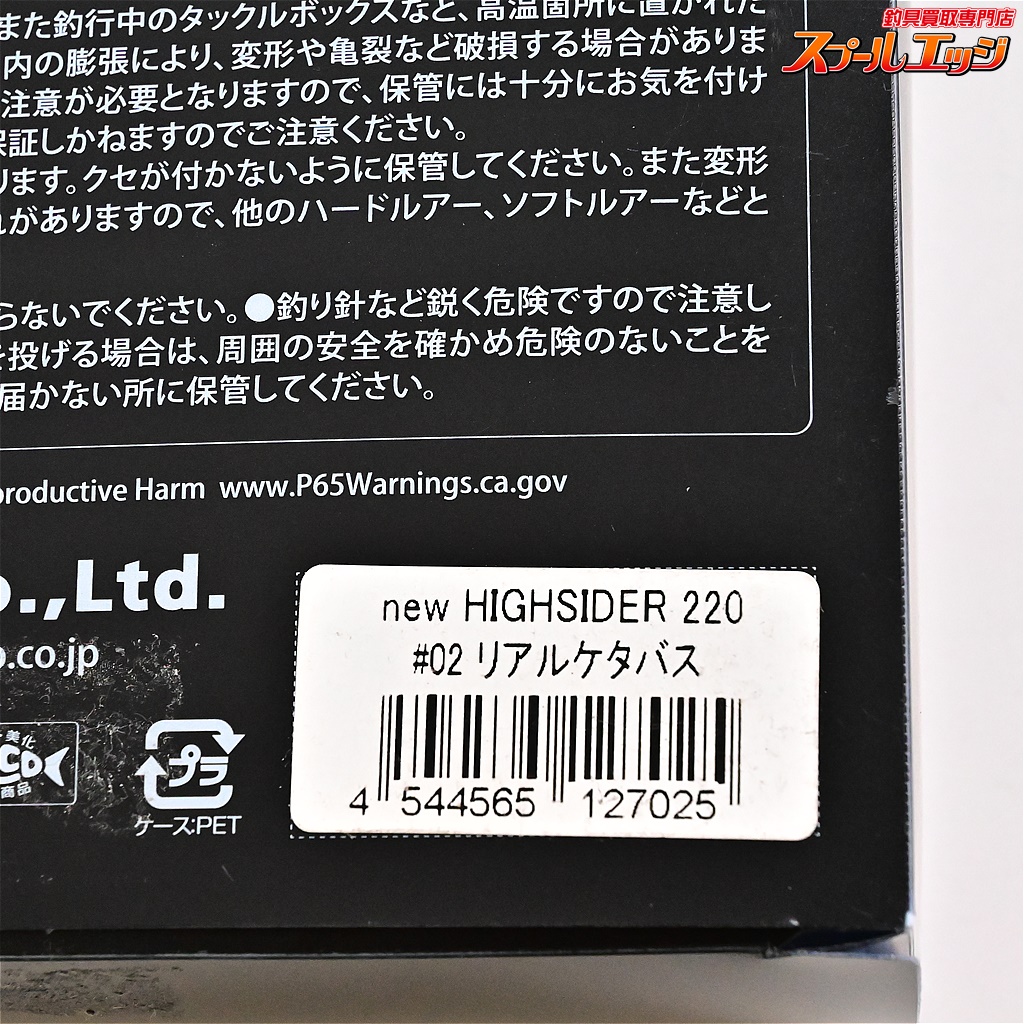 釣具買取専門店
スプールエッジ
また釣行中のタックルボックスなど、高温箇所に置かれた
内の膨張により、変形や亀裂など破損する場合がありま
注意が必要となりますので、保管には十分にお気を付け
保証しかねますのでご注意ください。
ります。クセが付かないように保管してください。また変形
れがありますので、他のハードルアー、ソフトルアーなどと
らないでください。●釣り針など鋭く危険ですので注意し
を投げる場合は、周囲の安全を確かめ危険のないことを
届かない所に保管してください。
productive Harm www.P65Warnings.ca.gov
o.,Ltd.
p.co.jp
美化
CD
商品
プラ
ケース:PET
new HIGHSIDER 220
#02 リアルケタバス
4 544565 127025